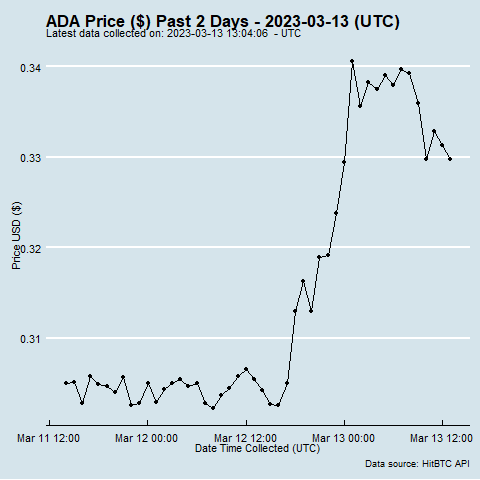 ADA Price ($) Past 2 Days - 2023-03-13 (UTC)
Latest data collected on: 2023-03-13 13:04:06 - UTC
0.34
0.33
0.32
0.31
Price USD ($)
Mar 11 12:00 Mar 12 00:00 Mar 12 12:00 Mar 13 00:00 Mar 13 12:00
Date Time Collected (UTC)
Data source: HitBTC API